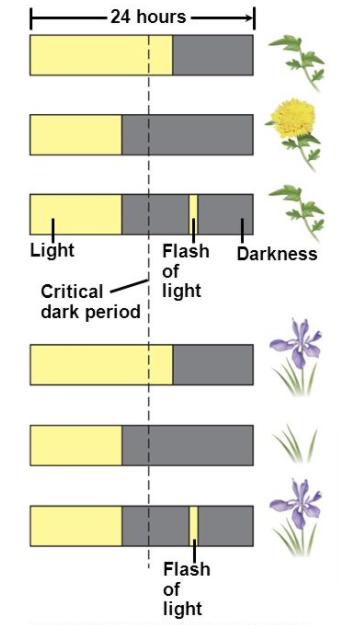 24 hours
Light
Flash
of
light
Darkness
Critical
dark period
Flash
of
light